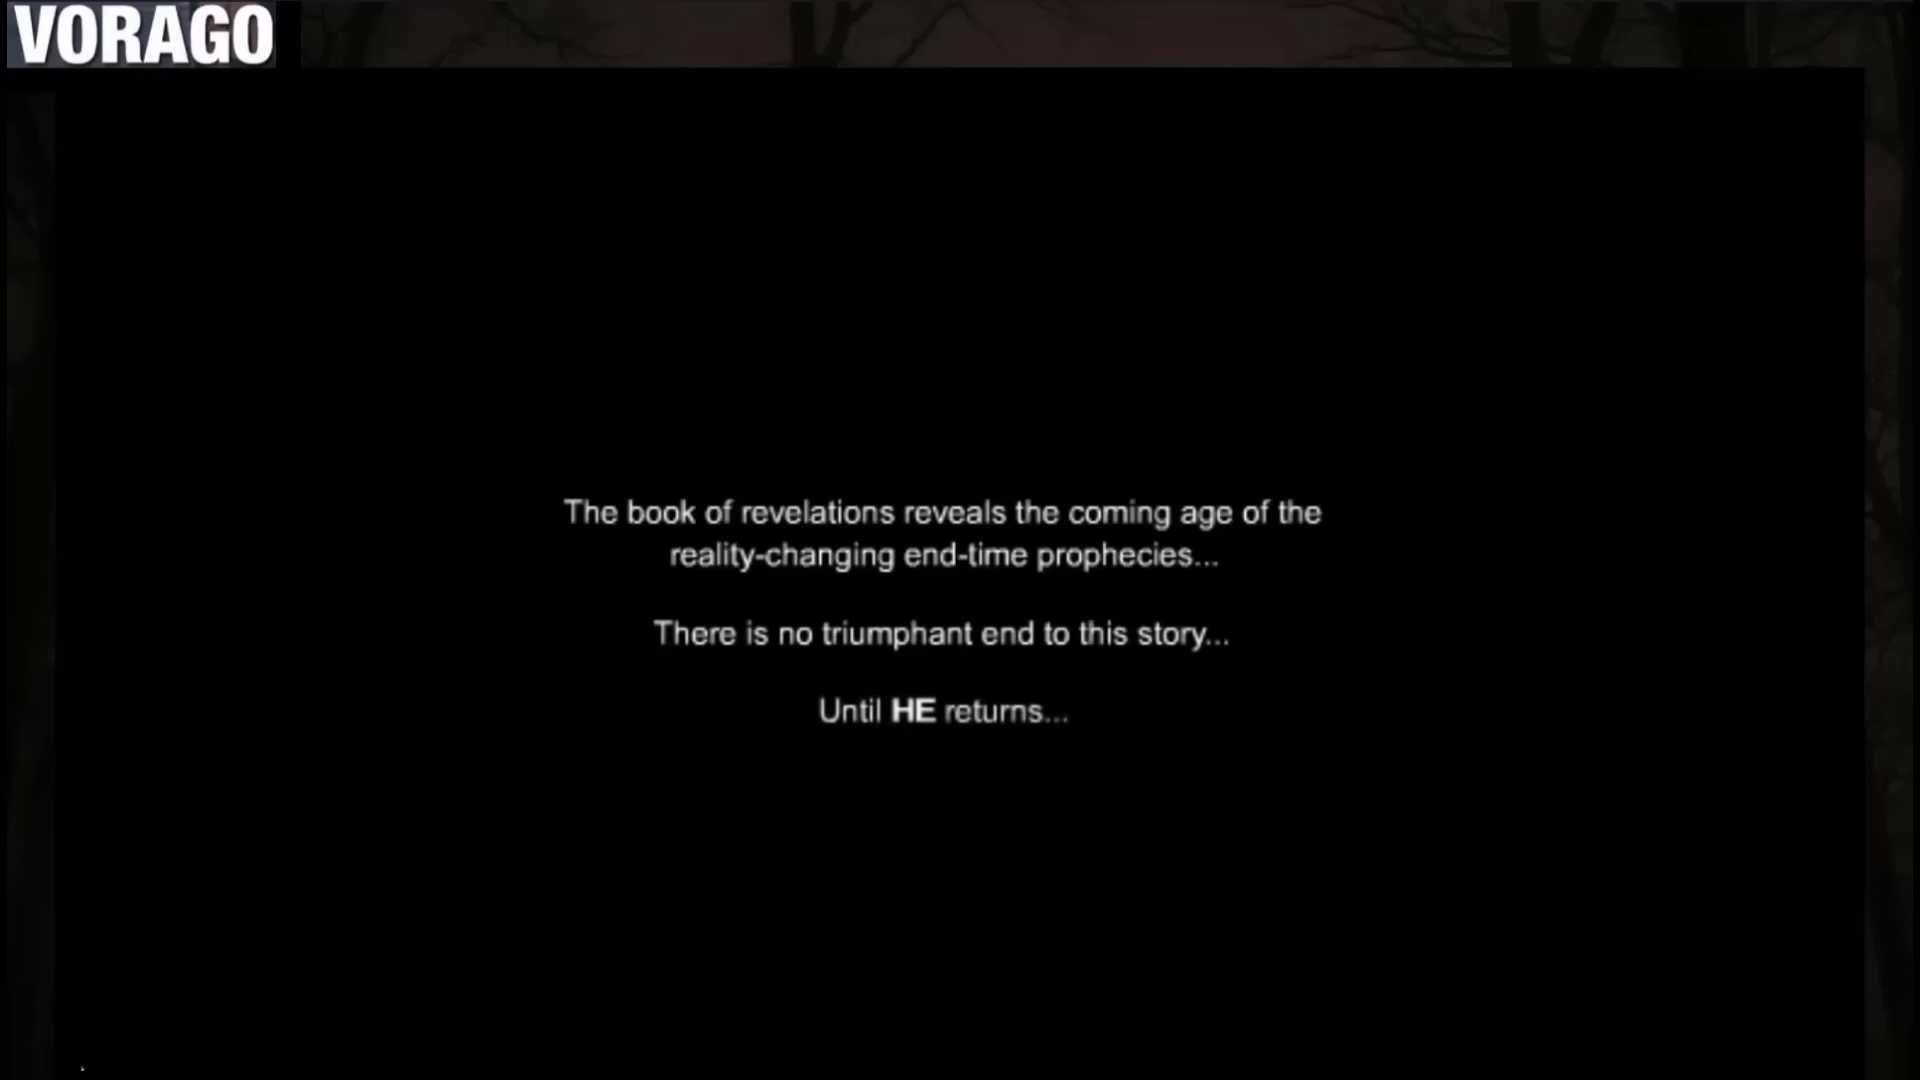 VORAGO
The book of revelations reveals the coming age of the
reality-changing end-time prophecies...
There is no triumphant end to this story...
Until HE returns...